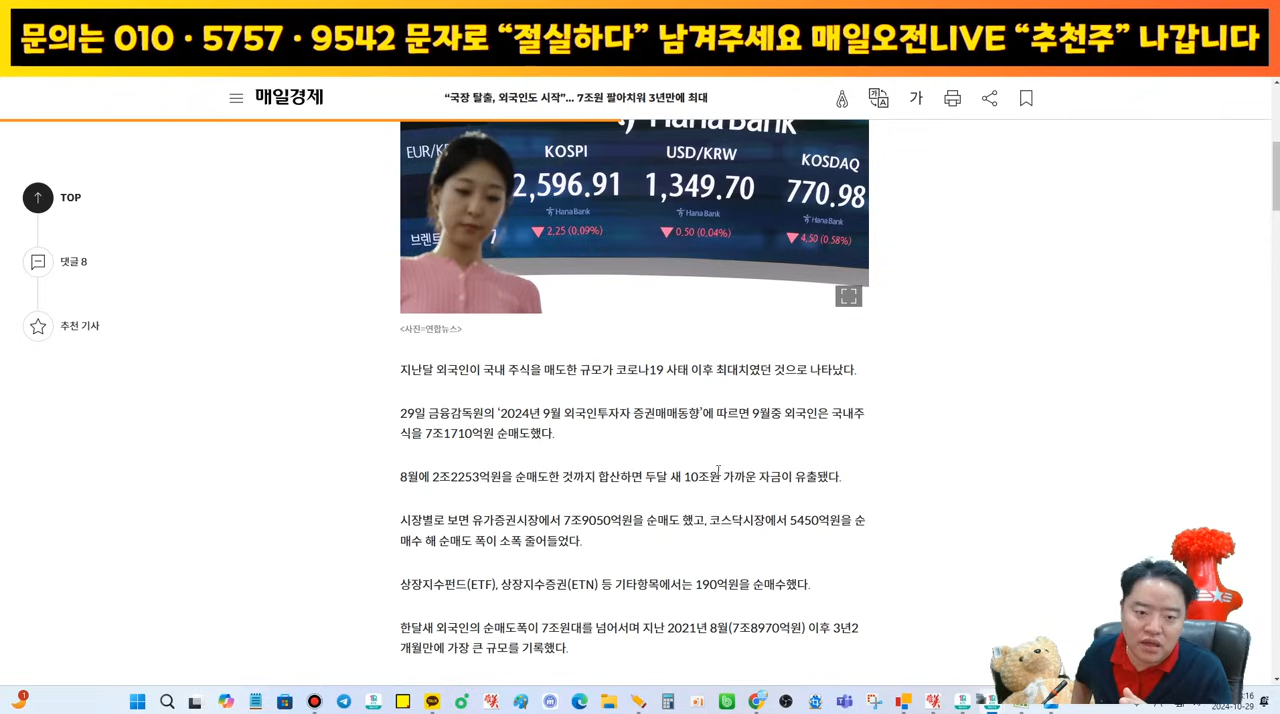 문의는 010 · 5757 · 9542 문자로 “절실하다” 남겨주세요 매일오전LIVE “추천주” 나갑니다
매일경제
“국장 탈출, 외국인도 시작”... 7조원 팔아치워 3년만에 최대
가
TOP
댓글 8
추천 기사
Hana Bank
KOSPI
USD/KRW
KOSDAQ
2,596.91
1,349.70
770.98
HanaBank
HanaBank
HanaBank
2,25 (0,09%)
0,50 (0,04%)
4,50 (0,58%)
<사진=연합뉴스>
지난달 외국인이 국내 주식을 매도한 규모가 코로나19 사태 이후 최대치였던 것으로 나타났다.
29일 금융감독원의 ‘2024년 9월 외국인투자자 증권매매동향’에 따르면 9월중 외국인은 국내주
식을 7조1710억원 순매도했다.
8월에 2조2253억원을 순매도한 것까지 합산하면 두달 새 10조원 가까운 자금이 유출됐다.
시장별로 보면 유가증권시장에서 7조9050억원을 순매도 했고, 코스닥시장에서 5450억원을 순
매수 해 순매도 폭이 소폭 줄어들었다.
상장지수펀드(ETF), 상장지수증권(ETN) 등 기타항목에서는 190억원을 순매수했다.
한달새 외국인의 순매도폭이 7조원대를 넘어서며 지난 2021년 8월(7조8970억원) 이후 3년2
개월만에 가장 큰 규모를 기록했다.
2024-10-29